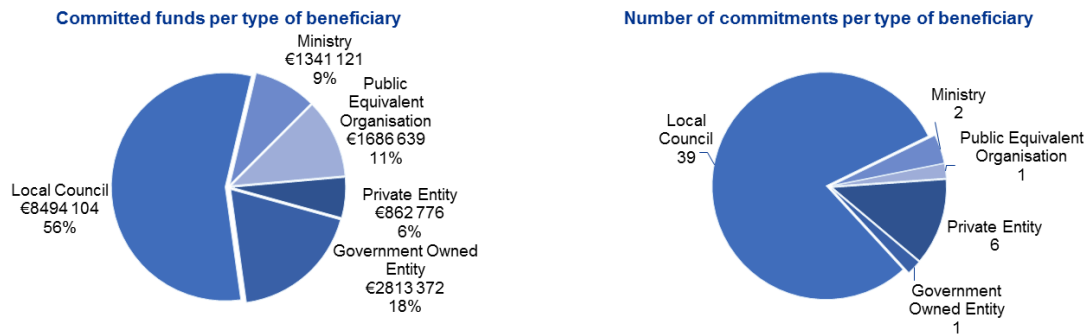 Committed funds per type of beneficiary
Ministry
€1341 121
9%
Public
Equivalent
Organisation
€1686 639
11%
Private Entity
€862 776
6%
Government Owned
Entity
€2813 372
18%
Local Council
€8494 104
56%
Number of commitments per type of beneficiary
Local
Council
39
Ministry
2
Public Equivalent
Organisation
1
Private Entity
6
Government
Owned Entity
1